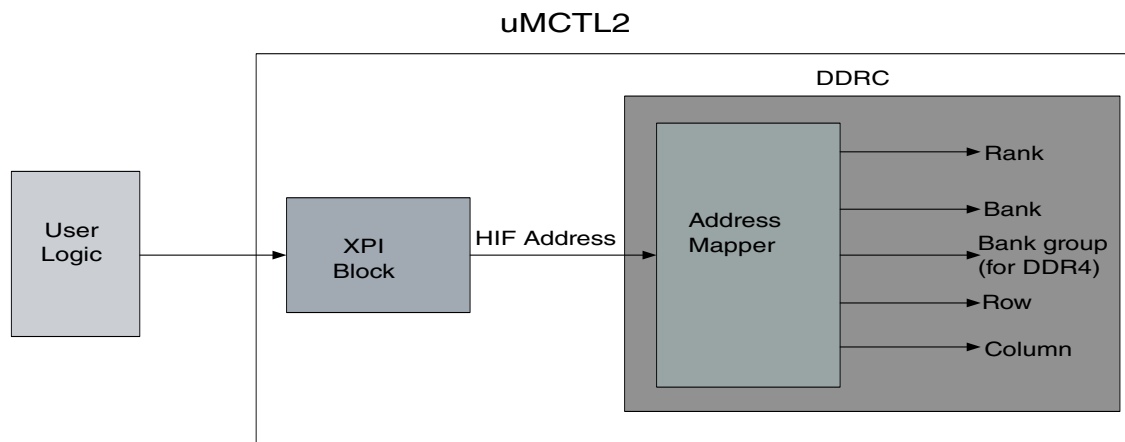 uMCTL2
DDRC
User
Logic
XPI
Block
HIF Address
Address
Mapper
Rank
Bank
Bank group
(for DDR4)
Row
Column